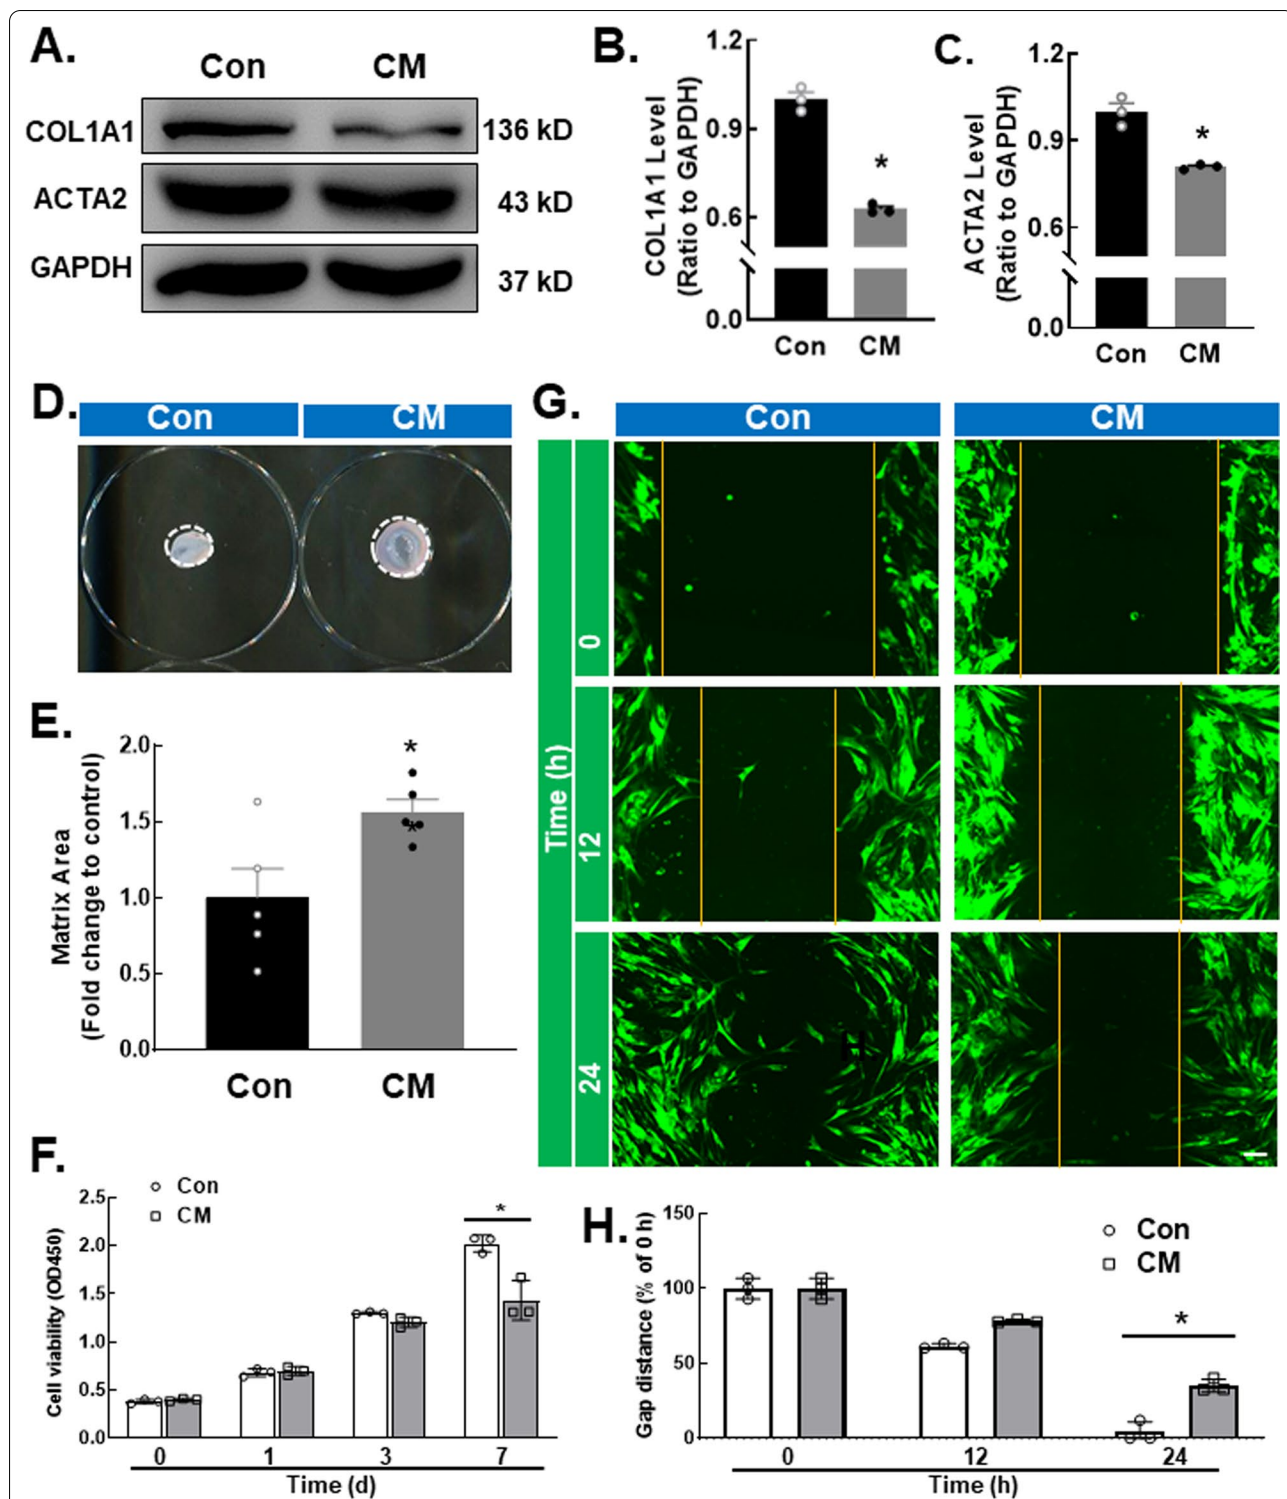 A.
Con CM
COL1A1 136 kD
ACTA2 43 kD
GAPDH 37 kD
B.
COL1A1 Level
(Ratio to GAPDH)
1.2
0.9
0.6
0.0
*
Con CM
C.
ACTA2 Level
(Ratio to GAPDH)
1.2
0.9
0.6
0.0
*
Con CM
D.
Con CM
E.
Matrix Area
(Fold change to control)
2.0
1.5
1.0
0.5
0.0
*
*
Con CM
F.
Con
CM
Cell viability (OD450)
2.5
2.0
1.5
1.0
0.5
0.0
*
0 1 3 7
Time (d)
G.
Con CM
Time (h)
0
12
24
H
H.
Gap distance (% of 0 h)
150
100
50
0
Con
CM
*
0 12 24
Time (h)